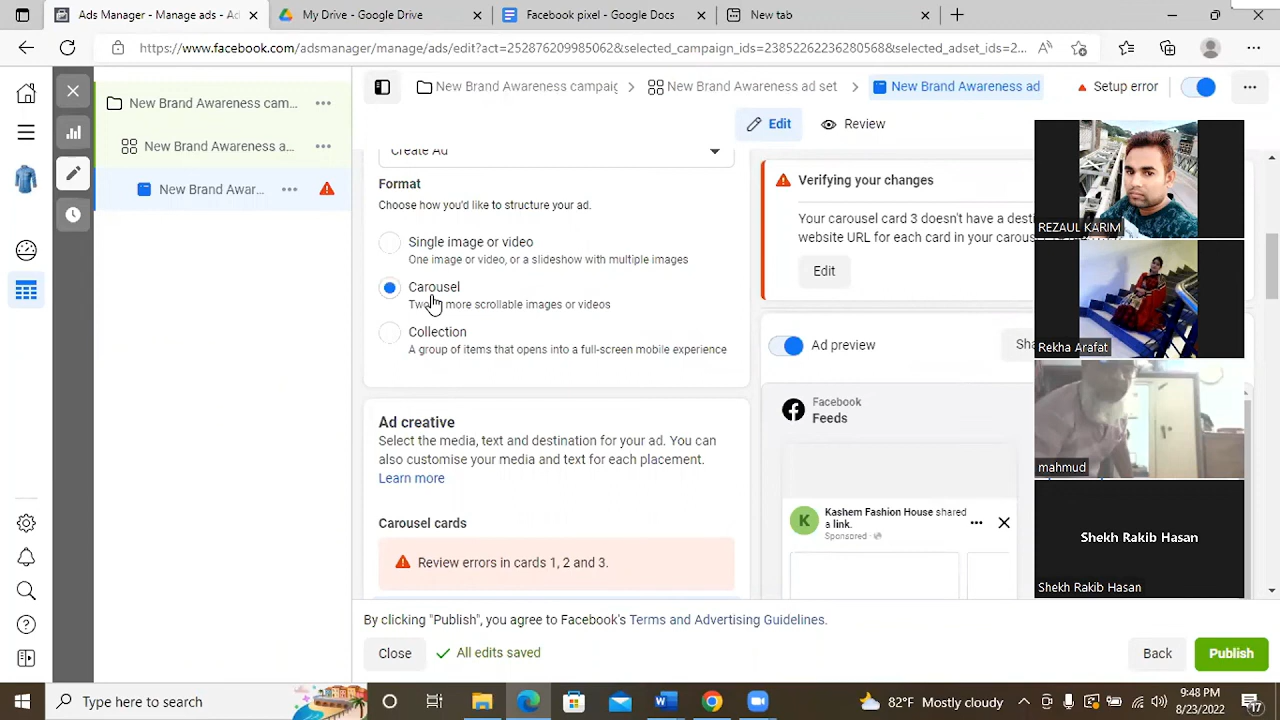 Ads Manager - Manage ads - Ad
My Drive - Google Drive
Facebook pixel - Google Docs
New tab
https://www.facebook.com/adsmanager/manage/ads/edit?act=252876209985062&selected_campaign_ids=23852262236280568&selected_adset_ids=2...
New Brand Awareness cam...
New Brand Awareness a...
New Brand Awar...
New Brand Awareness campaig
New Brand Awareness ad set
New Brand Awareness ad
Setup error
Edit
Review
Create Ad
Format
Choose how you'd like to structure your ad.
Single image or video
One image or video, or a slideshow with multiple images
Carousel
Two or more scrollable images or videos
Collection
A group of items that opens into a full-screen mobile experience
Ad creative
Select the media, text and destination for your ad. You can
also customise your media and text for each placement.
Learn more
Carousel cards
Review errors in cards 1, 2 and 3.
Verifying your changes
Your carousel card 3 doesn't have a desti
website URL for each card in your carous
Edit
Ad preview
Sha
Facebook
Feeds
Kashem Fashion House shared
a link.
Sponsored
K
REZAUL KARIM
Rekha Arafat
mahmud
Shekh Rakib Hasan
Shekh Rakib Hasan
By clicking "Publish", you agree to Facebook's Terms and Advertising Guidelines.
Close
All edits saved
Back
Publish
Type here to search
82°F Mostly cloudy
9:48 PM
8/23/2022
17